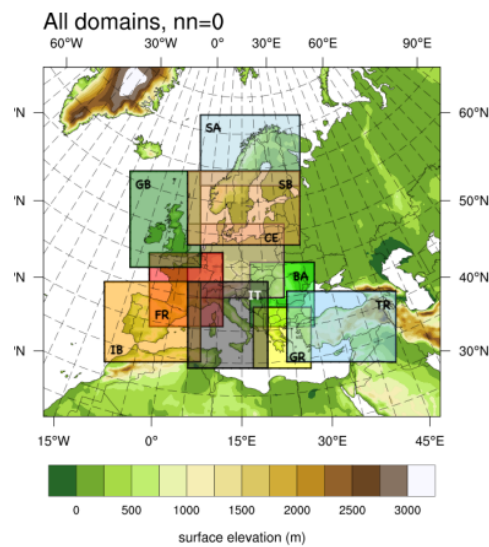 All domains, nn=0
60°W 30°W 0° 30°E 60°E 90°E
'N 60°N
SA
GB SB
'N 50°N
CE
'N BA 40°N
IT
TR
FR
'N IB GR 30°N
15°W 0° 15°E 30°E 45°E
0 500 1000 1500 2000 2500 3000
surface elevation (m)